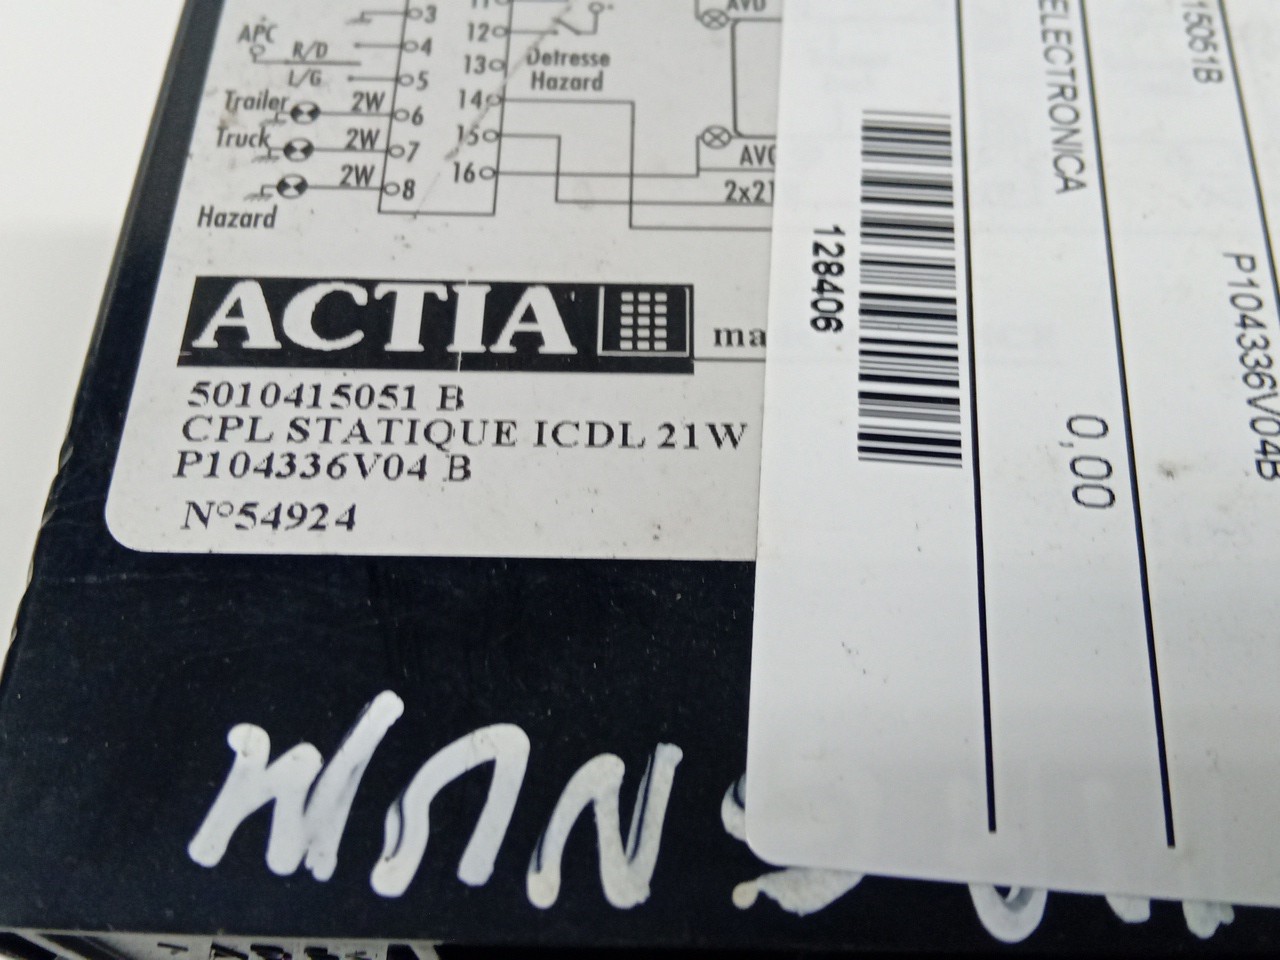 3
APC
R/D
4
L/G
5
Trailer
2W
6
Truck
2W
7
2W
8
Hazard
11
12
13
Detresse
Hazard
14
15
16
AVD
ACTIA
5010415051 B
CPL STATIQUE ICDL 21W
P104336V04 B
N°54924
128406
ELECTRONICA
0,00
15051B
P104336V04B